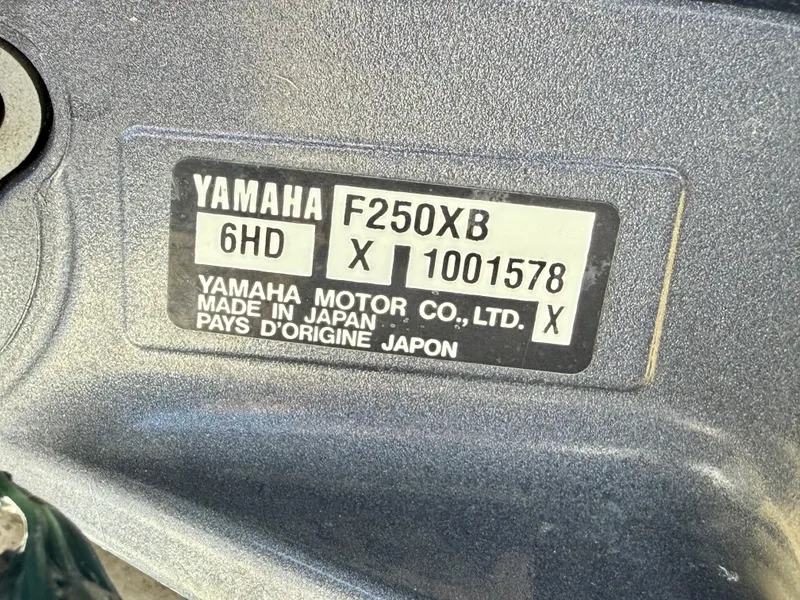 YAMAHA F250XB
6HD X 1001578
X
YAMAHA MOTOR CO., LTD.
MADE IN JAPAN
PAYS D'ORIGINE JAPON